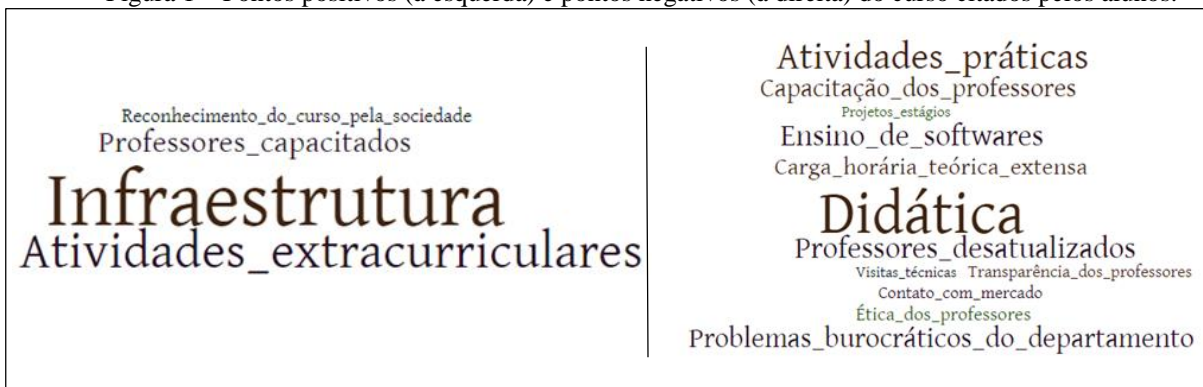 Figura 1 – Pontos positivos (à esquerda) e pontos negativos (à direita) do curso citados pelos alunos.
Reconhecimento_do_curso_pela_sociedade
Professores_capacitados
Infraestrutura
Atividades_extracurriculares
Atividades_práticas
Capacitação_dos_professores
Projetos_estágios
Ensino_de_softwares
Carga_horária_teórica_extensa
Didática
Professores_desatualizados
Visitas_técnicas Transparência_dos_professores
Contato_com_mercado
Ética_dos_professores
Problemas_burocráticos_do_departamento